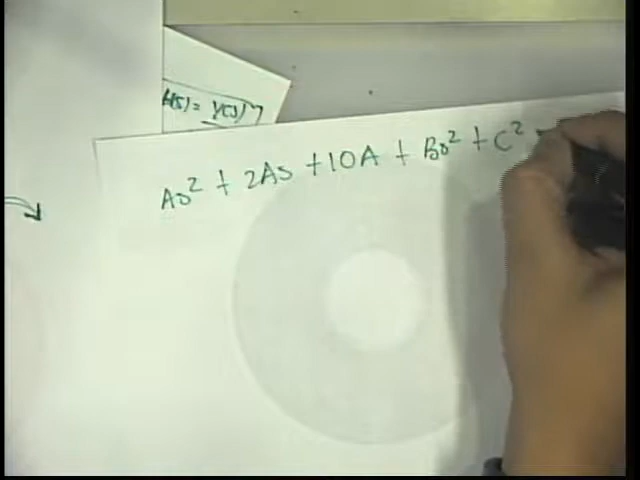 H(s) = Y(s)
As² + 2As + 10A + Bs² + C²